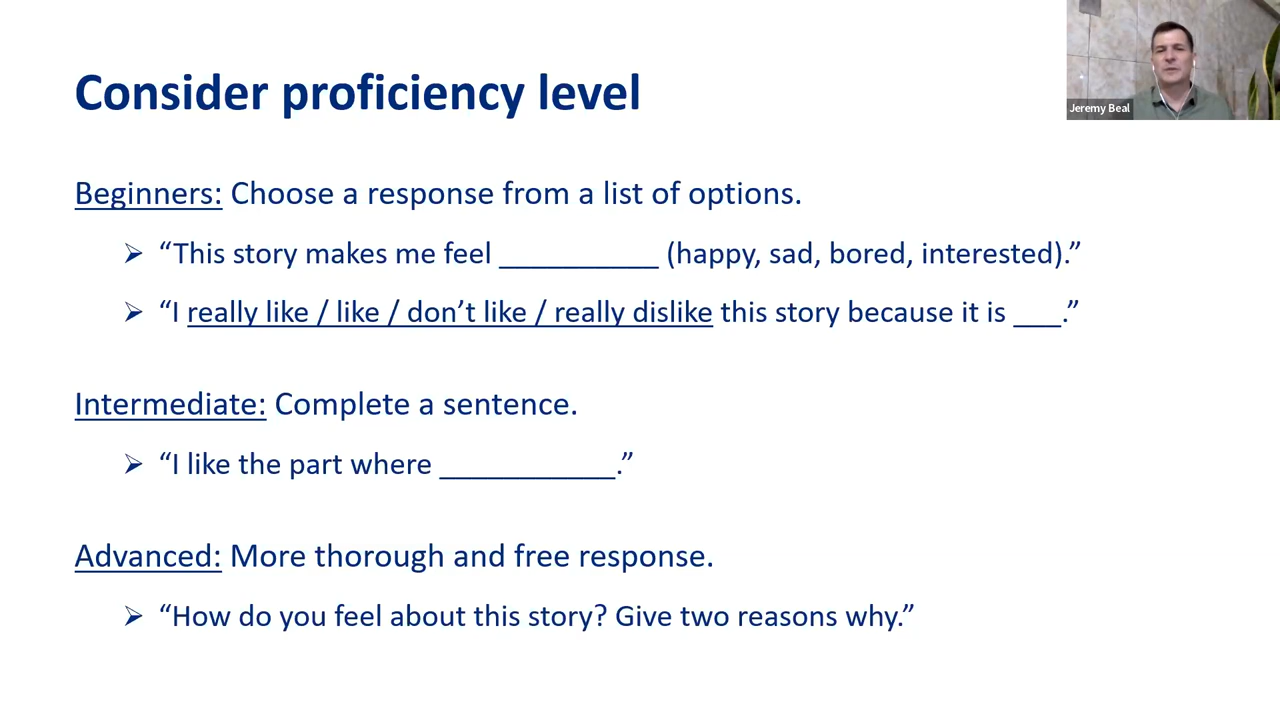 Consider proficiency level
Jeremy Beal
Beginners: Choose a response from a list of options.
➢ “This story makes me feel __________ (happy, sad, bored, interested).”
➢ “I really like / like / don’t like / really dislike this story because it is ___.”
Intermediate: Complete a sentence.
➢ “I like the part where ___________.”
Advanced: More thorough and free response.
➢ “How do you feel about this story? Give two reasons why.”